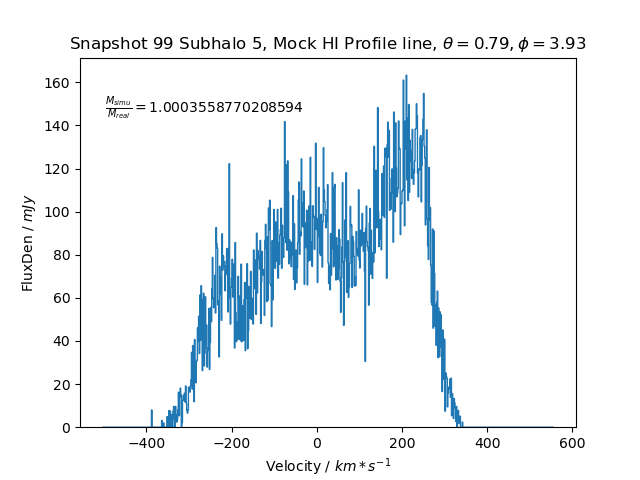 Snapshot 99 Subhalo 5, Mock HI Profile line, θ = 0.79, ϕ = 3.93
M_simu/M_real = 1.0003558770208594
FluxDen / mJy
160
140
120
100
80
60
40
20
0
−400 −200 0 200 400 600
Velocity / km * s⁻¹